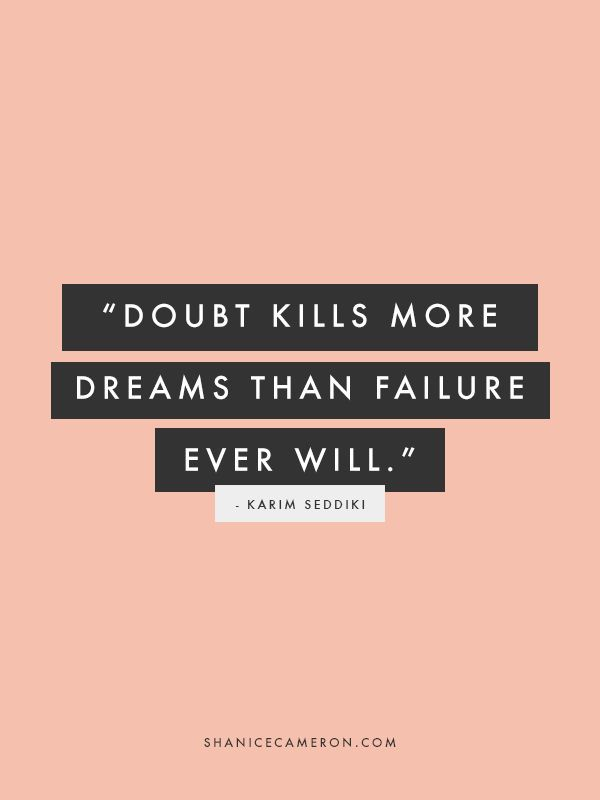 “DOUBT KILLS MORE
DREAMS THAN FAILURE
EVER WILL.”
- KARIM SEDDIKI
SHANICECAMERON.COM